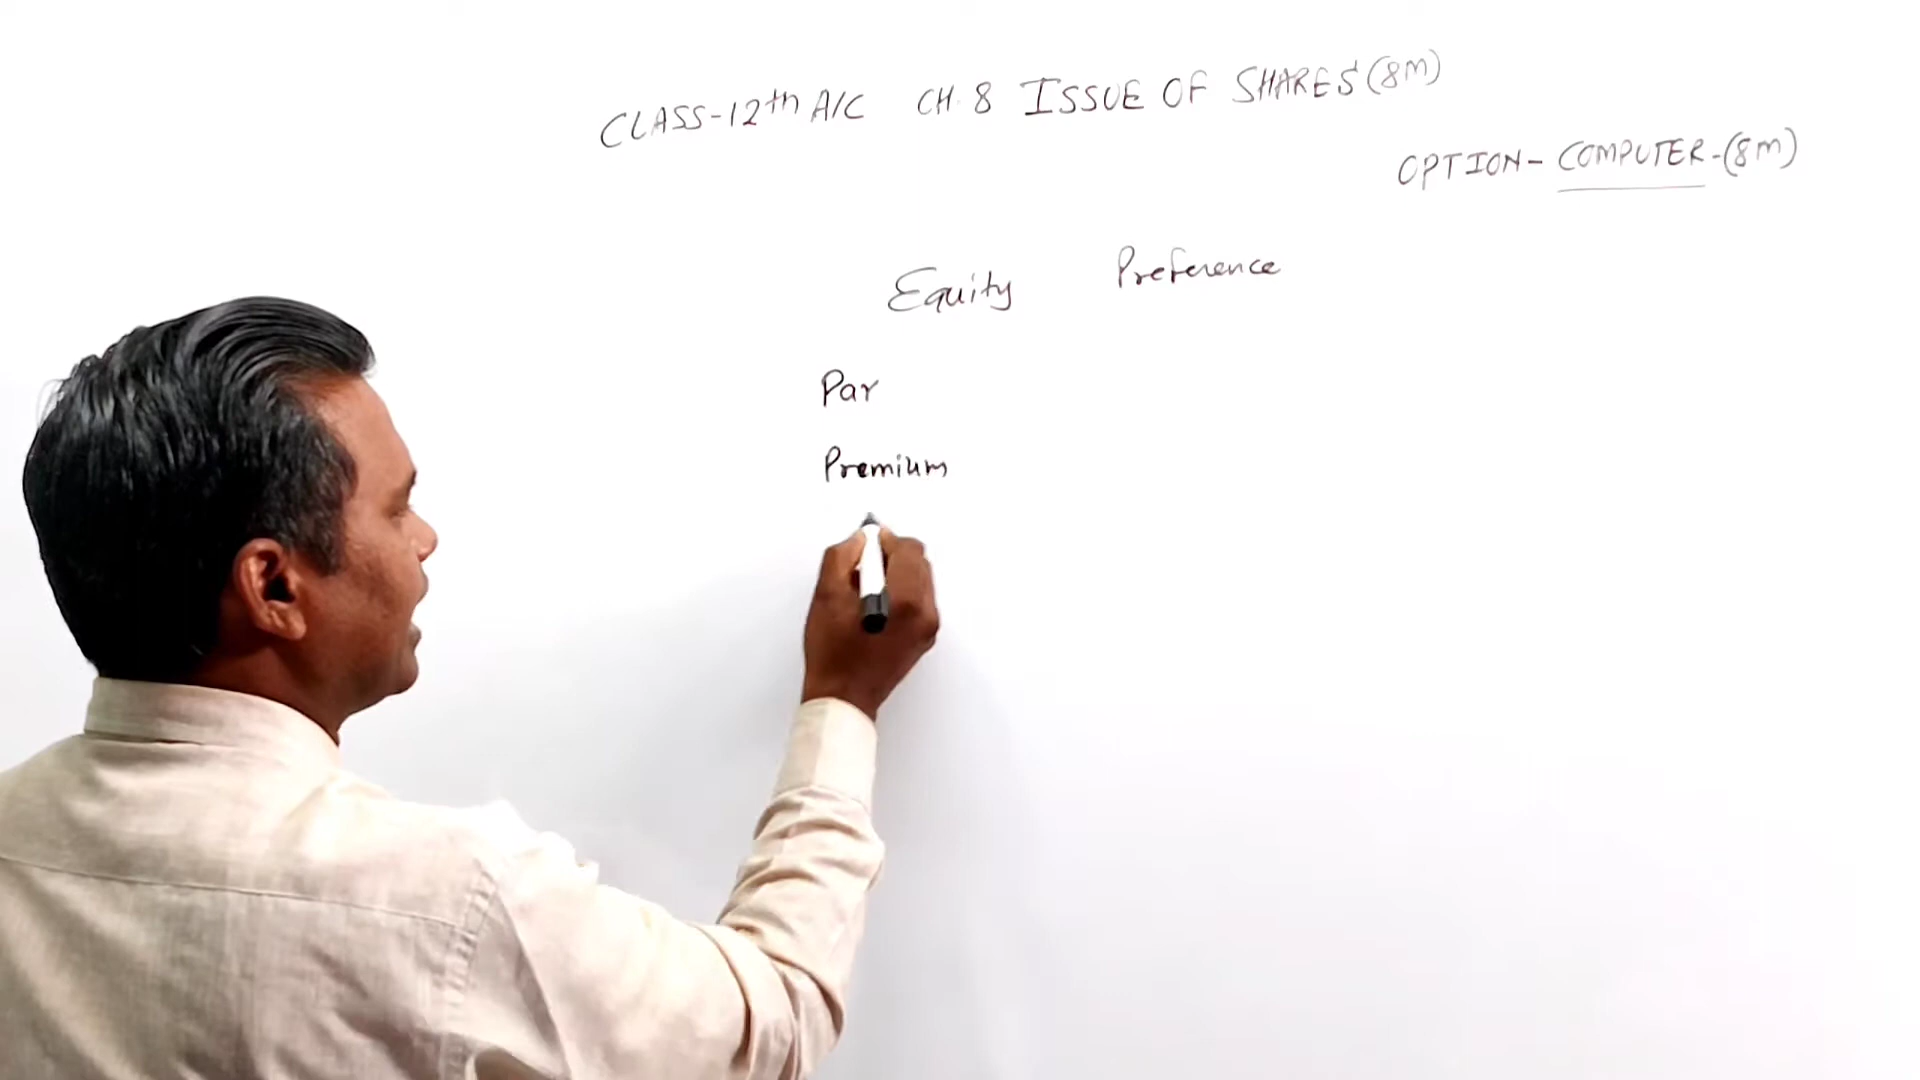 CLASS-12th A/C CH. 8 ISSUE OF SHARES (8M)
OPTION- COMPUTER-(8M)
Equity Preference
Par
Premium